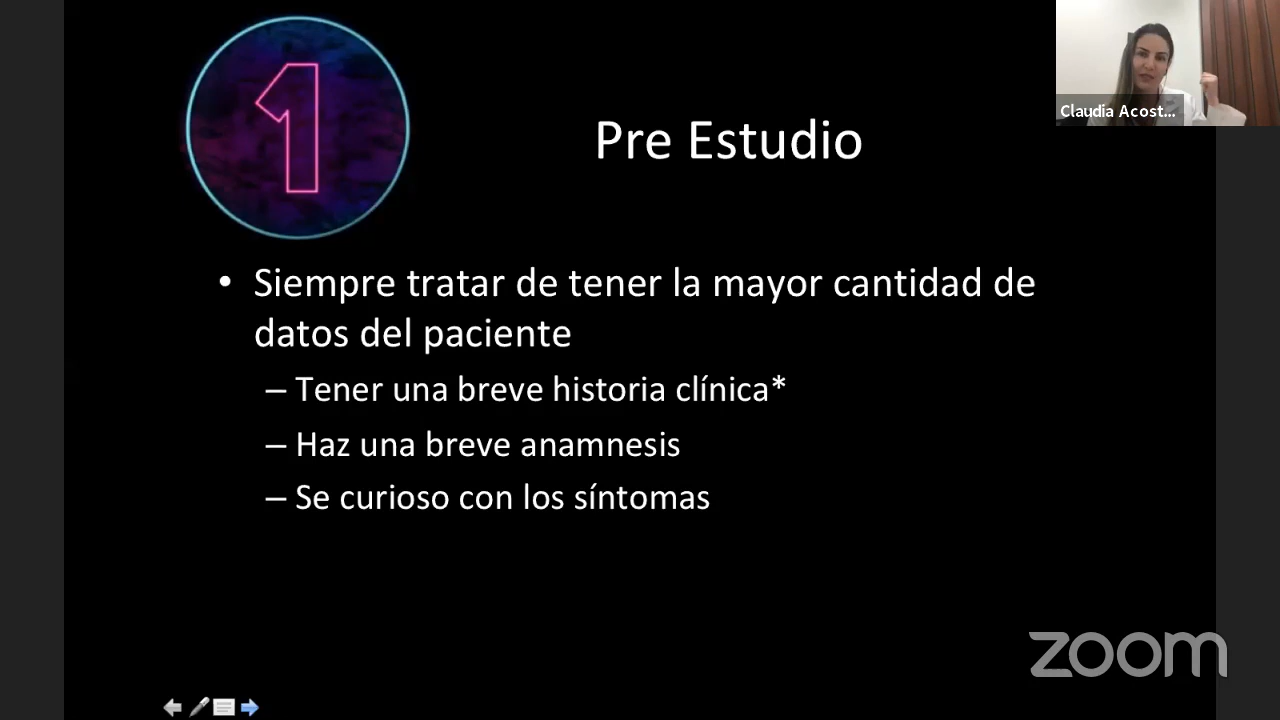 1
Pre Estudio
Claudia Acost...
• Siempre tratar de tener la mayor cantidad de
datos del paciente
– Tener una breve historia clínica*
– Haz una breve anamnesis
– Se curioso con los síntomas
zoom